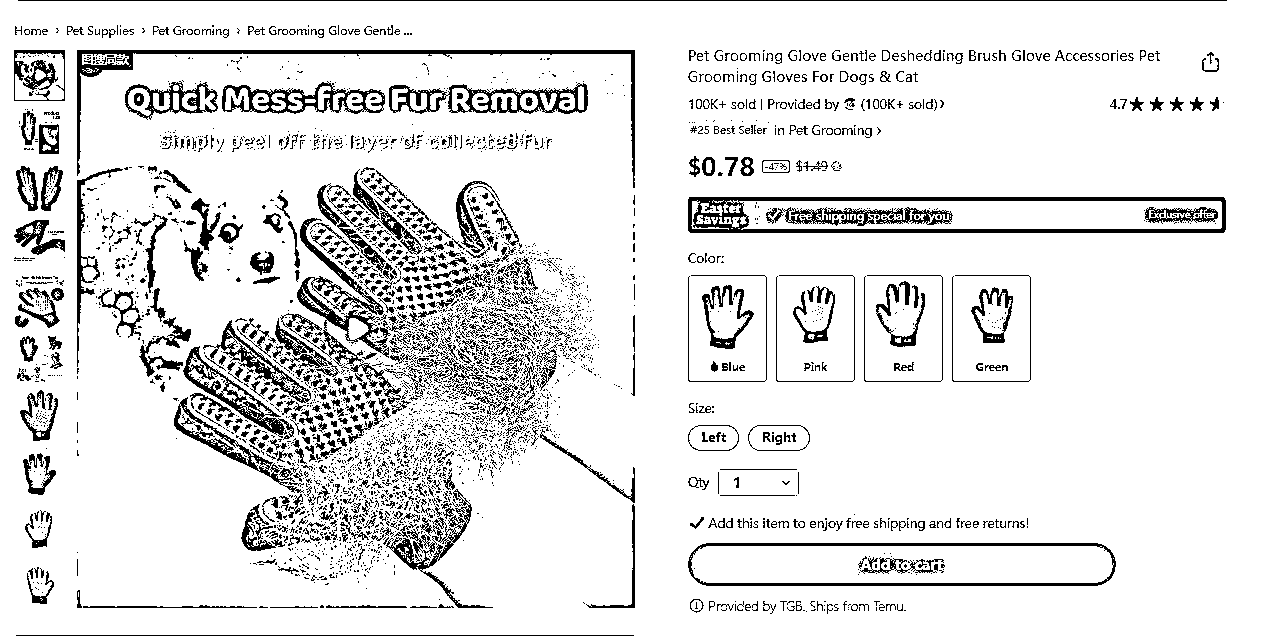 Home › Pet Supplies › Pet Grooming › Pet Grooming Glove Gentle ...
Quick Mess-free Fur Removal
Simply peel off the layer of collected fur
Pet Grooming Glove Gentle Deshedding Brush Glove Accessories Pet
Grooming Gloves For Dogs & Cat
100K+ sold | Provided by (100K+ sold) ›
4.7
#25 Best Seller in Pet Grooming ›
$0.78 -47% $1.49
Easter
Savings
Free shipping special for you
Exclusive offer
Color:
Blue
Pink
Red
Green
Size:
Left
Right
Qty 1
Add this item to enjoy free shipping and free returns!
Add to cart
Provided by TGB. Ships from Temu.